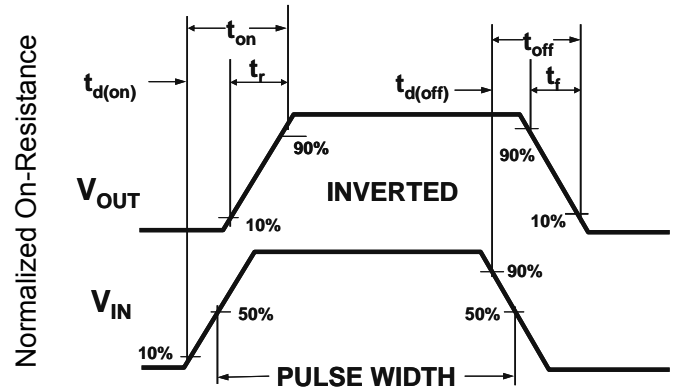 Normalized On-Resistance
ton
toff
td(on)
tr
td(off)
tf
90%
90%
VOUT
INVERTED
10%
10%
90%
VIN
50%
50%
10%
PULSE WIDTH